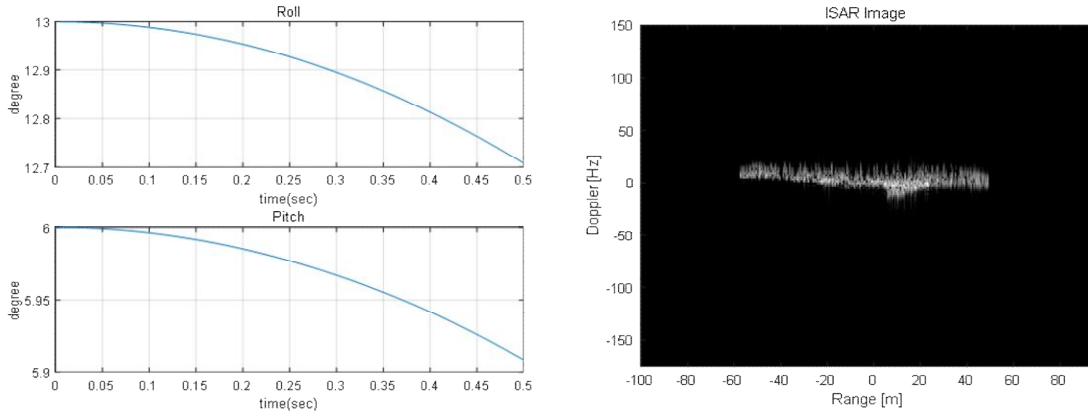 Roll
degree
13
12.9
12.8
12.7
0 0.05 0.1 0.15 0.2 0.25 0.3 0.35 0.4 0.45 0.5
time(sec)
Pitch
degree
6
5.95
5.9
0 0.05 0.1 0.15 0.2 0.25 0.3 0.35 0.4 0.45 0.5
time(sec)
ISAR Image
Doppler [Hz]
150
100
50
0
-50
-100
-150
-100 -80 -60 -40 -20 0 20 40 60 80
Range [m]